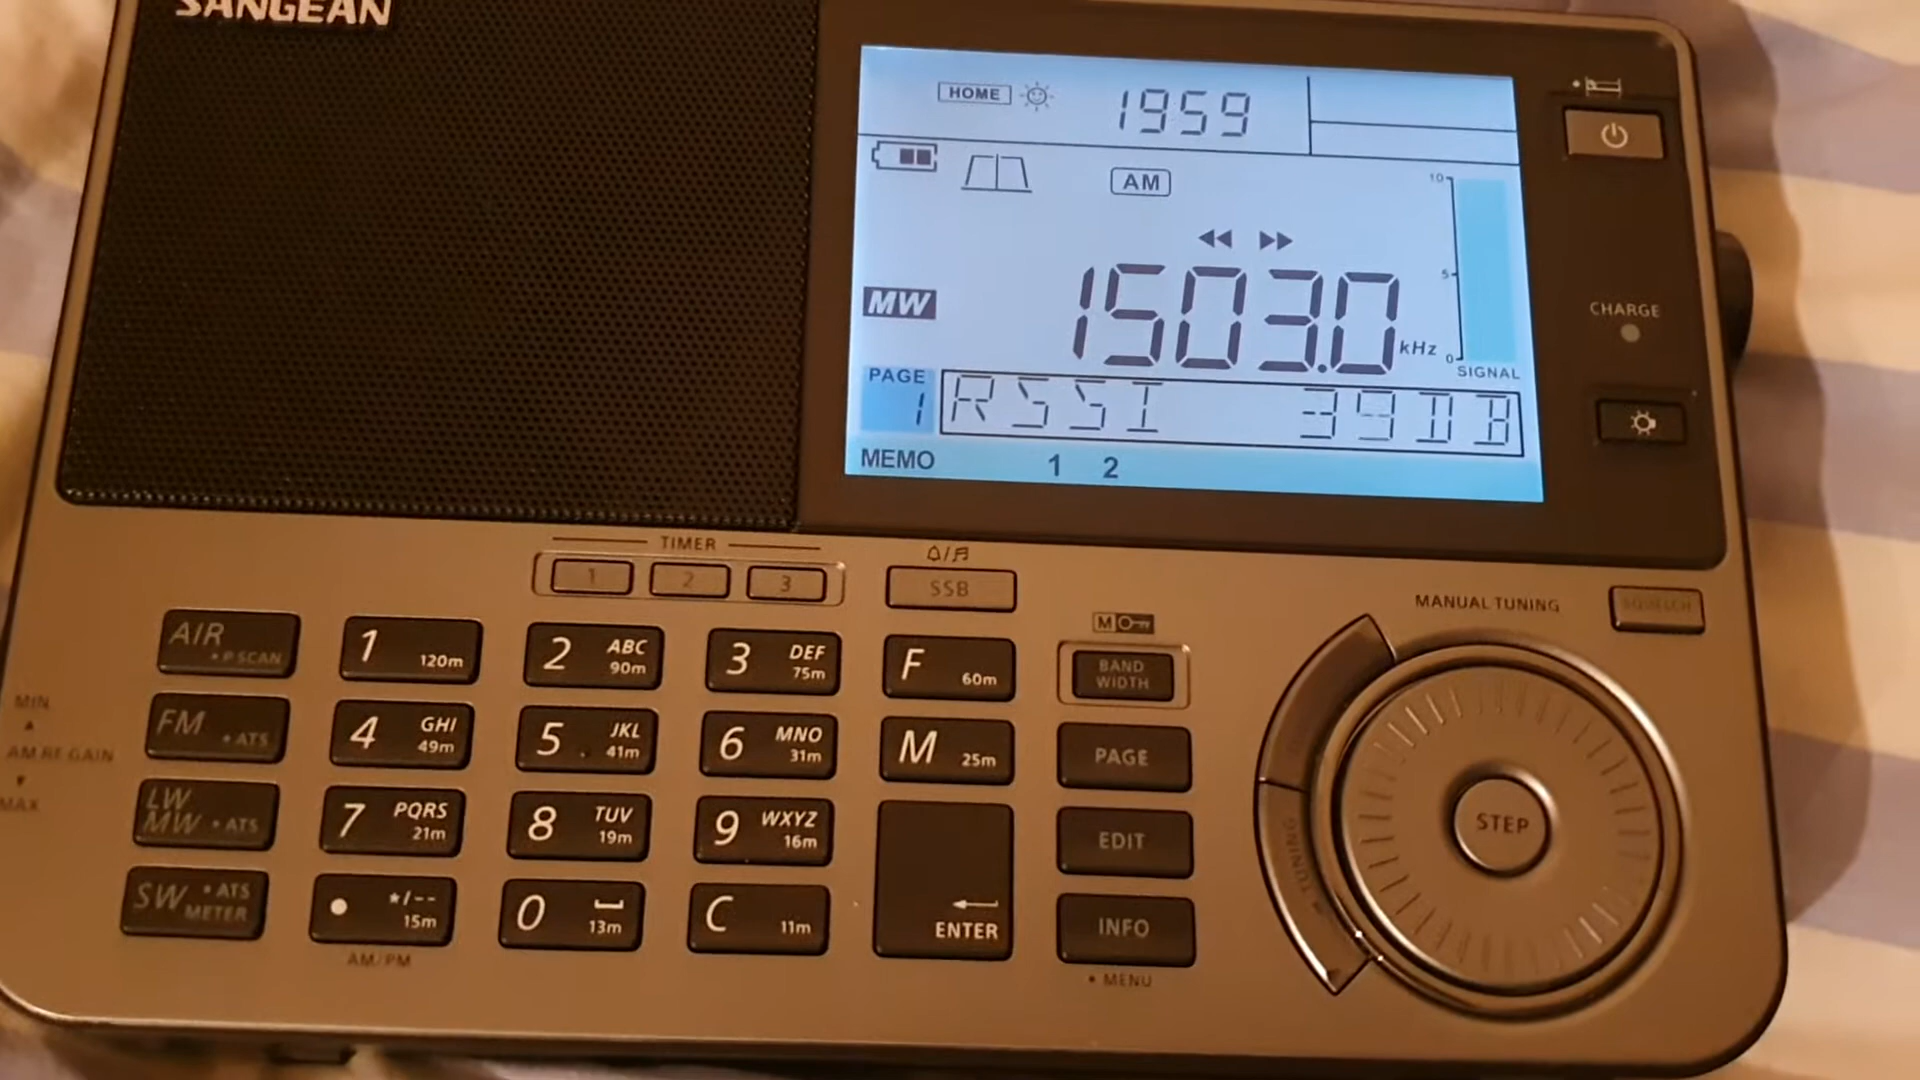 SANGEAN
HOME 1959
AM
10
5
0
MW 1503.0 kHz
SIGNAL
PAGE
1 RSSI 39DB
MEMO 1 2
CHARGE
TIMER
1 2 3
SSB
MANUAL TUNING
SQUELCH
AIR • P SCAN
1 120m
2 ABC 90m
3 DEF 75m
F 60m
M
BAND WIDTH
FM • ATS
4 GHI 49m
5 JKL 41m
6 MNO 31m
M 25m
PAGE
MIN
AM RF GAIN
MAX
LW
MW • ATS
7 PQRS 21m
8 TUV 19m
9 WXYZ 16m
ENTER
EDIT
STEP
TUNING
SW • ATS
METER
• */-- 15m
0 13m
C 11m
INFO
AM/PM
• MENU